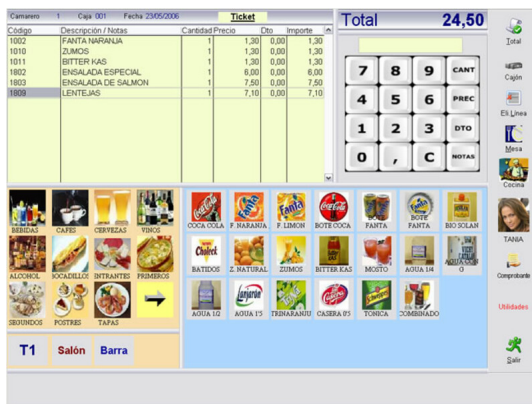 Camarero 1 Caja 001 Fecha 23/05/2006 Ticket
Total 24,50
Código Descripción / Notas Cantidad Precio Dto Importe
1002 FANTA NARANJA 1 1,30 0,00 1,30
1010 ZUMOS 1 1,30 0,00 1,30
1011 BITTER KAS 1 1,30 0,00 1,30
1802 ENSALADA ESPECIAL 1 6,00 0,00 6,00
1803 ENSALADA DE SALMON 1 7,50 0,00 7,50
1809 LENTEJAS 1 7,10 0,00 7,10
7 8 9 CANT
4 5 6 PREC
1 2 3 DTO
0 , C NOTAS
Total
Cajón
Eli.Linea
Mesa
Cocina
TANIA
Comprobante
Utilidades
Salir
BEBIDAS CAFES CERVEZAS VINOS
ALCOHOL BOCADILLOS ENTRANTES PRIMEROS
SEGUNDOS POSTRES TAPAS
T1 Salón Barra
COCA COLA F. NARANJA F. LIMON BOTE COCA BOTE FANTA BOTE FANTA BIO SOLAN
BATIDOS Z. NATURAL ZUMOS BITTER KAS MOSTO AGUA 1/4 AGUA CON G
AGUA 1/2 AGUA 1'5 TRINARANJU CASERA 0'5 TONICA COMBINADO